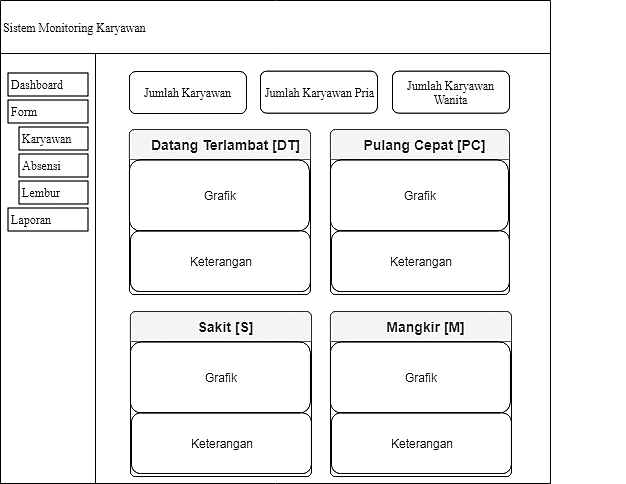 Sistem Monitoring Karyawan
Dashboard
Form
Karyawan
Absensi
Lembur
Laporan
Jumlah Karyawan
Jumlah Karyawan Pria
Jumlah Karyawan
Wanita
Datang Terlambat [DT]
Grafik
Keterangan
Pulang Cepat [PC]
Grafik
Keterangan
Sakit [S]
Grafik
Keterangan
Mangkir [M]
Grafik
Keterangan